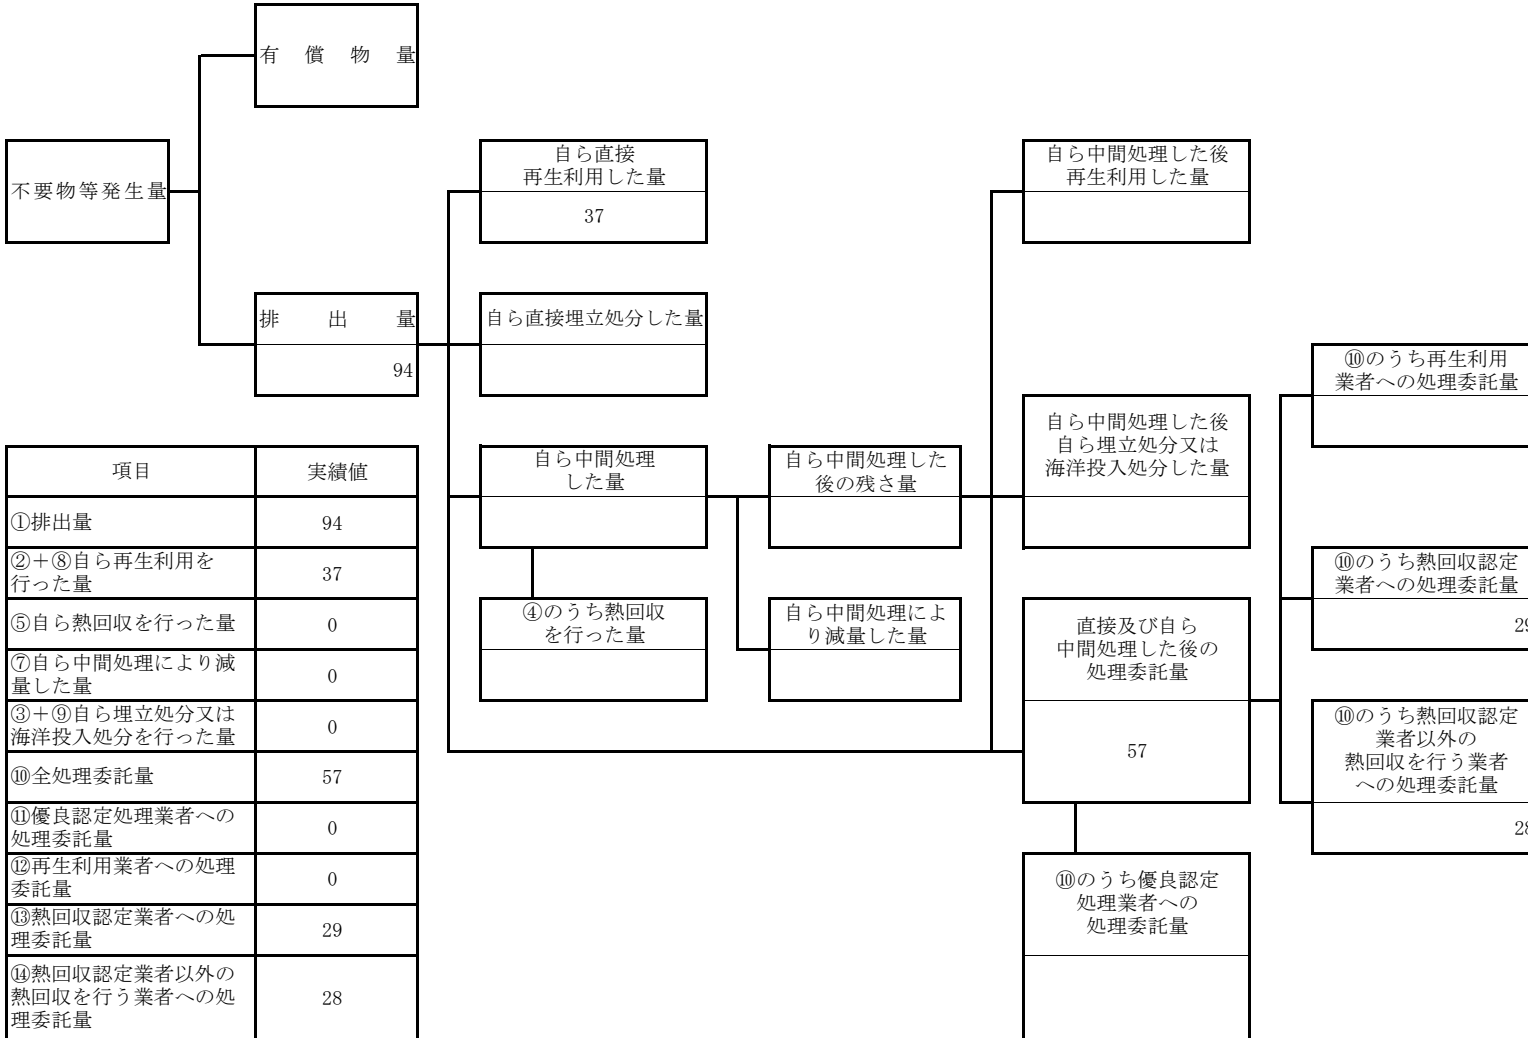 有償物量
不要物等発生量
自ら直接
再生利用した量
37
自ら中間処理した後
再生利用した量
排出量
94
自ら直接埋立処分した量
⑩のうち再生利用
業者への処理委託量
自ら中間処理した後
自ら埋立処分又は
海洋投入処分した量
自ら中間処理
した量
自ら中間処理した
後の残さ量
⑩のうち熱回収認定
業者への処理委託量
29
④のうち熱回収
を行った量
自ら中間処理によ
り減量した量
直接及び自ら
中間処理した後の
処理委託量
57
⑩のうち熱回収認定
業者以外の
熱回収を行う業者
への処理委託量
28
⑩のうち優良認定
処理業者への
処理委託量
項目 実績値
①排出量 94
②+⑧自ら再生利用を
行った量 37
⑤自ら熱回収を行った量 0
⑦自ら中間処理により減
量した量 0
③+⑨自ら埋立処分又は
海洋投入処分を行った量 0
⑩全処理委託量 57
⑪優良認定処理業者への
処理委託量 0
⑫再生利用業者への処理
委託量 0
⑬熱回収認定業者への処
理委託量 29
⑭熱回収認定業者以外の
熱回収を行う業者への処 28
理委託量